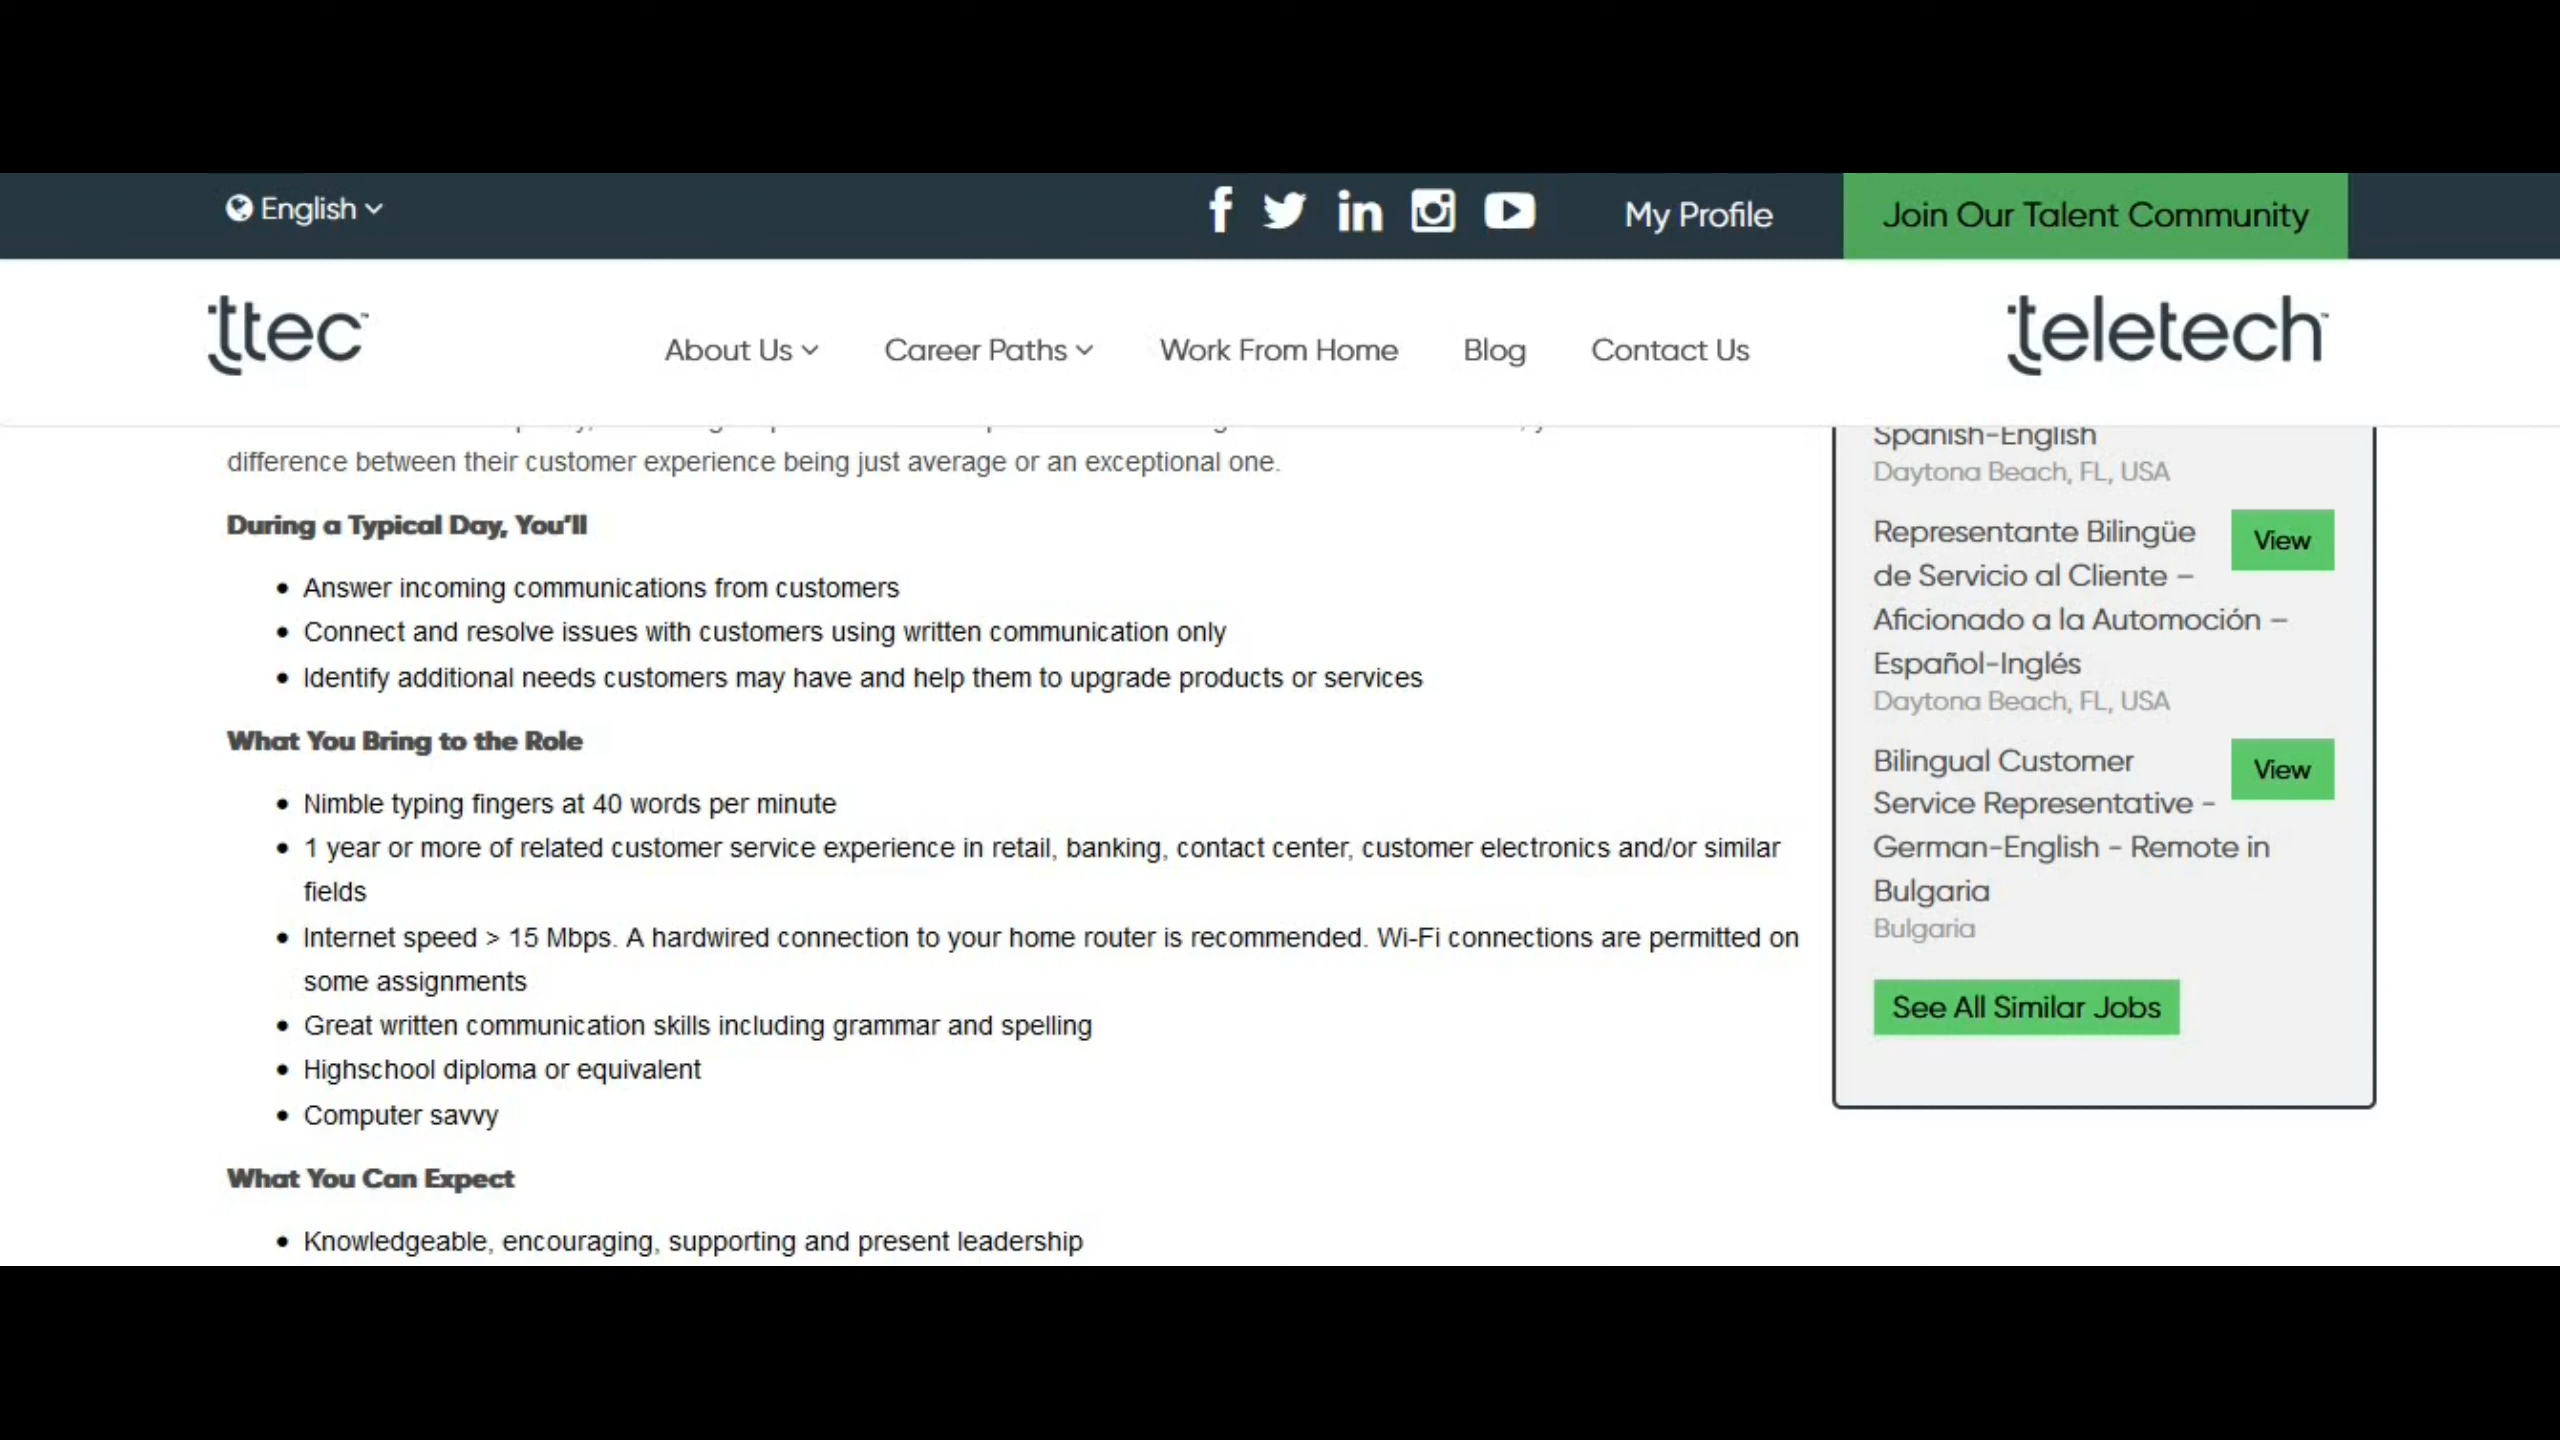 English
My Profile
Join Our Talent Community
ttec™
About Us
Career Paths
Work From Home
Blog
Contact Us
teletech™
difference between their customer experience being just average or an exceptional one.
During a Typical Day, You'll
• Answer incoming communications from customers
• Connect and resolve issues with customers using written communication only
• Identify additional needs customers may have and help them to upgrade products or services
What You Bring to the Role
• Nimble typing fingers at 40 words per minute
• 1 year or more of related customer service experience in retail, banking, contact center, customer electronics and/or similar
fields
• Internet speed > 15 Mbps. A hardwired connection to your home router is recommended. Wi-Fi connections are permitted on
some assignments
• Great written communication skills including grammar and spelling
• Highschool diploma or equivalent
• Computer savvy
What You Can Expect
• Knowledgeable, encouraging, supporting and present leadership
Spanish-English
Daytona Beach, FL, USA
Representante Bilingüe
View
de Servicio al Cliente –
Aficionado a la Automoción –
Español-Inglés
Daytona Beach, FL, USA
Bilingual Customer
View
Service Representative -
German-English - Remote in
Bulgaria
Bulgaria
See All Similar Jobs